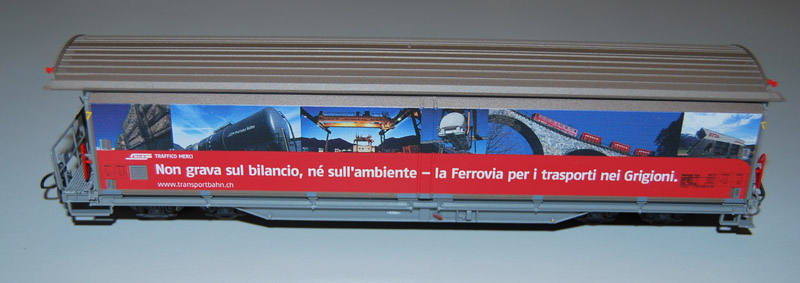 TRAFFICO MERCI
Non grava sul bilancio, né sull'ambiente – la Ferrovia per i trasporti nei Grigioni.
www.transportbahn.ch